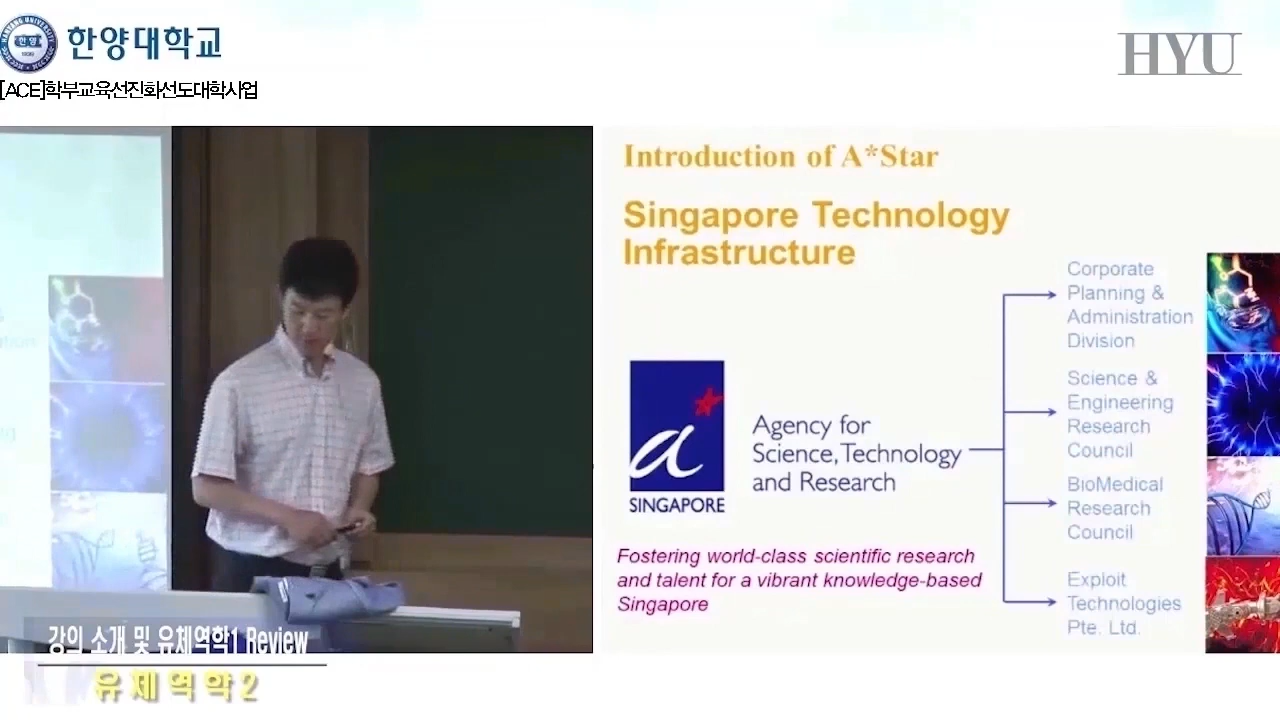 한양대학교
[ACE]학부교육선진화선도대학사업
HYU
Introduction of A*Star
Singapore Technology
Infrastructure
Corporate
Planning &
Administration
Division
Science &
Engineering
Research
Council
BioMedical
Research
Council
Exploit
Technologies
Pte. Ltd.
a
SINGAPORE
Agency for
Science, Technology
and Research
Fostering world-class scientific research
and talent for a vibrant knowledge-based
Singapore
강의 소개 및 유체역학1 Review
유체역학2